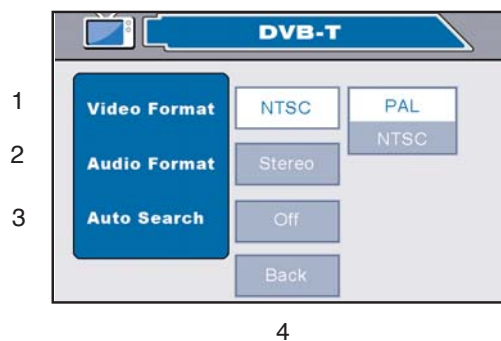 DVB-T
1 Video Format NTSC PAL
NTSC
2 Audio Format Stereo
3 Auto Search Off
Back
4